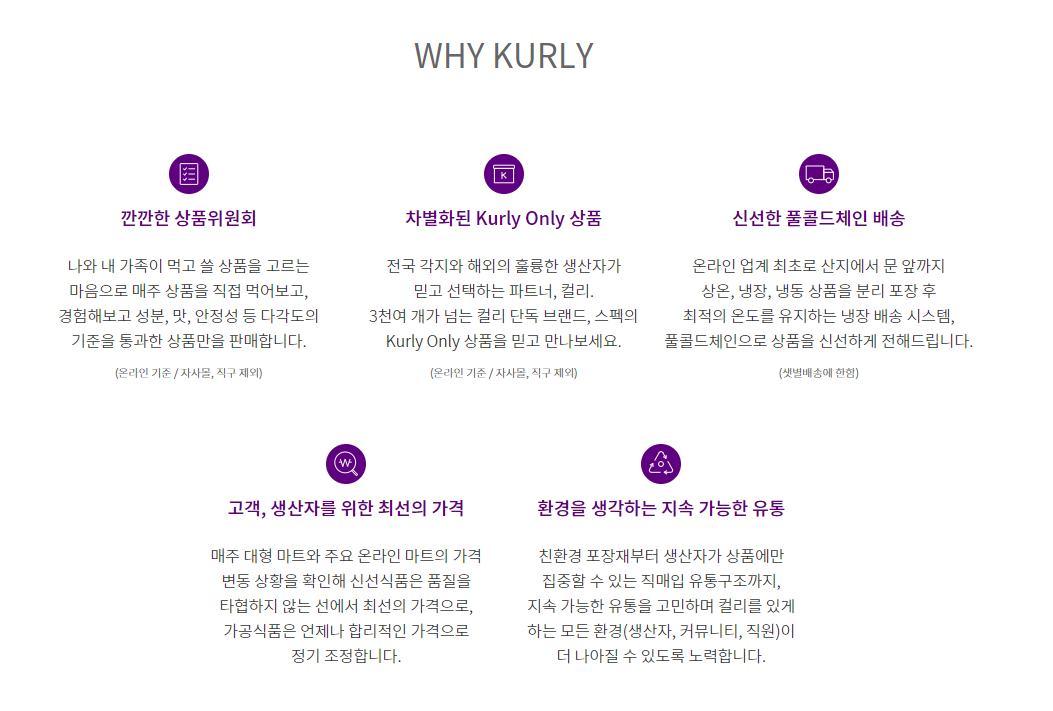 WHY KURLY
깐깐한 상품위원회
나와 내 가족이 먹고 쓸 상품을 고르는
마음으로 매주 상품을 직접 먹어보고,
경험해보고 성분, 맛, 안정성 등 다각도의
기준을 통과한 상품만을 판매합니다.
(온라인 기준 / 자사몰, 직구 제외)
K
차별화된 Kurly Only 상품
전국 각지와 해외의 훌륭한 생산자가
믿고 선택하는 파트너, 컬리.
3천여 개가 넘는 컬리 단독 브랜드, 스펙의
Kurly Only 상품을 믿고 만나보세요.
(온라인 기준 / 자사몰, 직구 제외)
신선한 풀콜드체인 배송
온라인 업계 최초로 산지에서 문 앞까지
상온, 냉장, 냉동 상품을 분리 포장 후
최적의 온도를 유지하는 냉장 배송 시스템,
풀콜드체인으로 상품을 신선하게 전해드립니다.
(샛별배송에 한함)
W
고객, 생산자를 위한 최선의 가격
매주 대형 마트와 주요 온라인 마트의 가격
변동 상황을 확인해 신선식품은 품질을
타협하지 않는 선에서 최선의 가격으로,
가공식품은 언제나 합리적인 가격으로
정기 조정합니다.
환경을 생각하는 지속 가능한 유통
친환경 포장재부터 생산자가 상품에만
집중할 수 있는 직매입 유통구조까지,
지속 가능한 유통을 고민하며 컬리를 있게
하는 모든 환경(생산자, 커뮤니티, 직원)이
더 나아질 수 있도록 노력합니다.